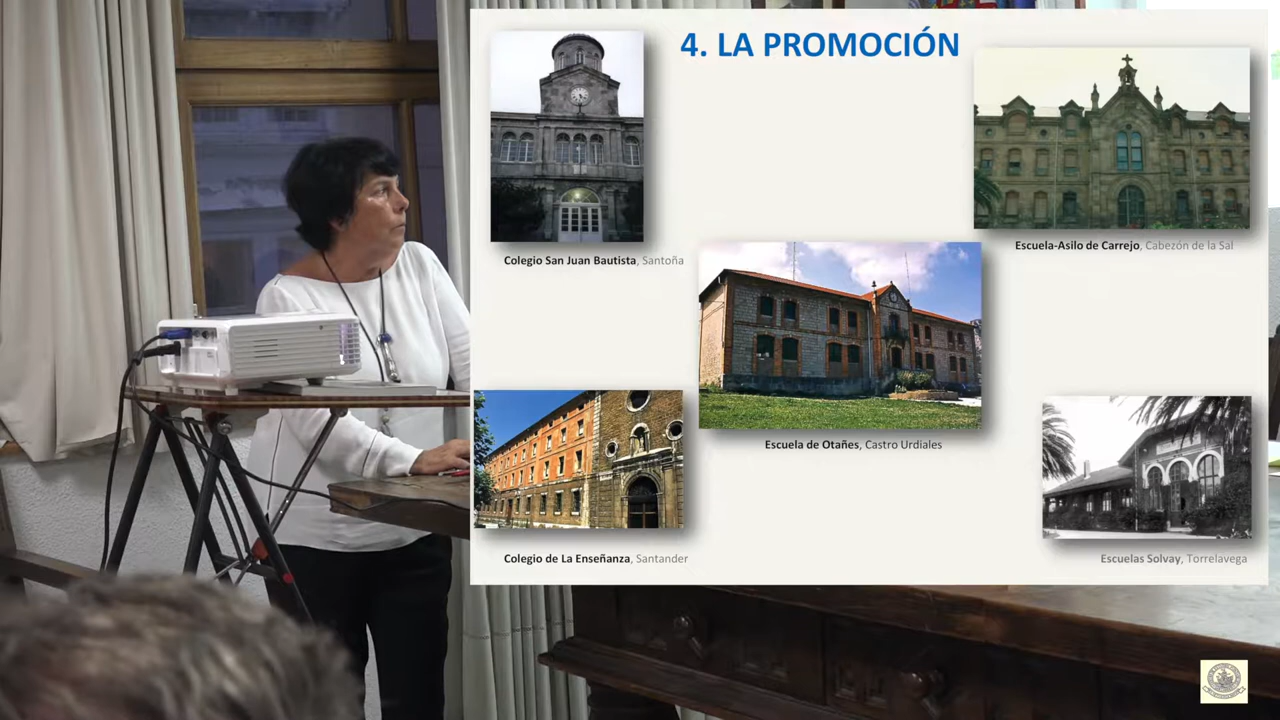 4. LA PROMOCIÓN
Colegio San Juan Bautista, Santoña
Escuela-Asilo de Carrejo, Cabezón de la Sal
Escuela de Otañes, Castro Urdiales
Colegio de La Enseñanza, Santander
Escuelas Solvay, Torrelavega